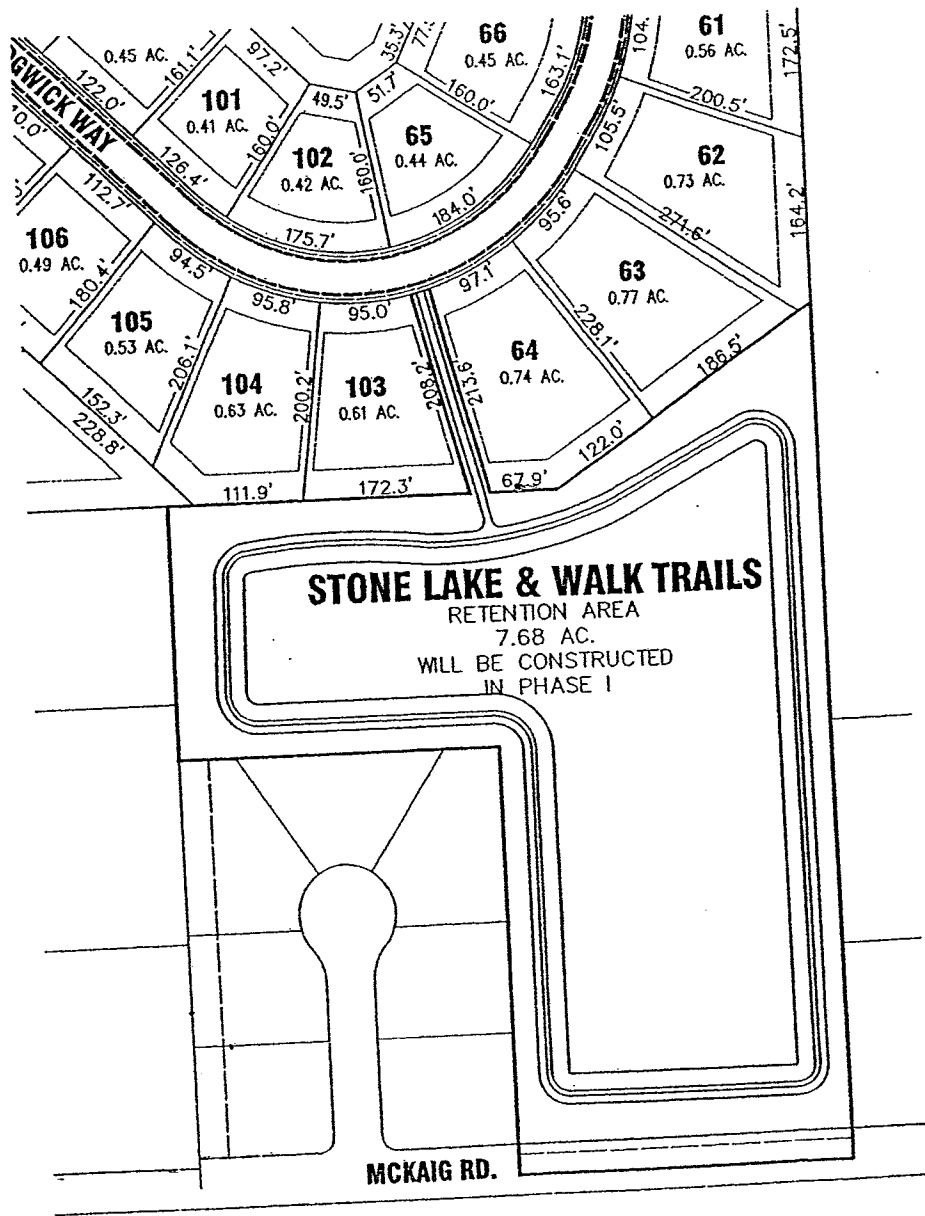 0.45 AC.
122.0'
161.1'
97.2'
35.3'
66
0.45 AC.
163.1'
61
0.56 AC.
172.5'
WICK WAY
101
0.41 AC.
126.4'
160.0'
49.5'
51.7'
160.0'
200.5'
105.5'
102
0.42 AC.
160.0'
65
0.44 AC.
184.0'
175.7'
62
0.73 AC.
164.2'
271.6'
112.7'
106
0.49 AC.
180.4'
94.5'
95.8'
95.0'
97.1'
95.6'
63
0.77 AC.
228.1'
186.5'
105
0.53 AC.
206.1'
152.3'
228.8'
104
0.63 AC.
200.2'
103
0.61 AC.
208.2'
213.6'
64
0.74 AC.
122.0'
111.9'
172.3'
67.9'
STONE LAKE & WALK TRAILS
RETENTION AREA
7.68 AC.
WILL BE CONSTRUCTED
IN PHASE I
MCKAIG RD.